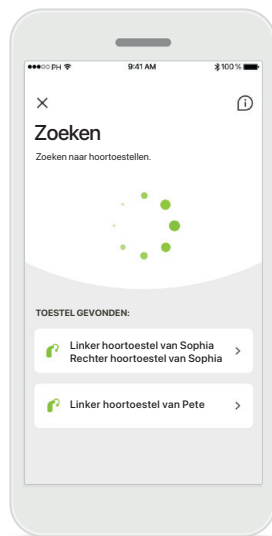 PH 9:41 AM 100%
Zoeken
Zoeken naar hoortoestellen.
TOESTEL GEVONDEN:
Linker hoortoestel van Sophia
Rechter hoortoestel van Sophia
Linker hoortoestel van Pete